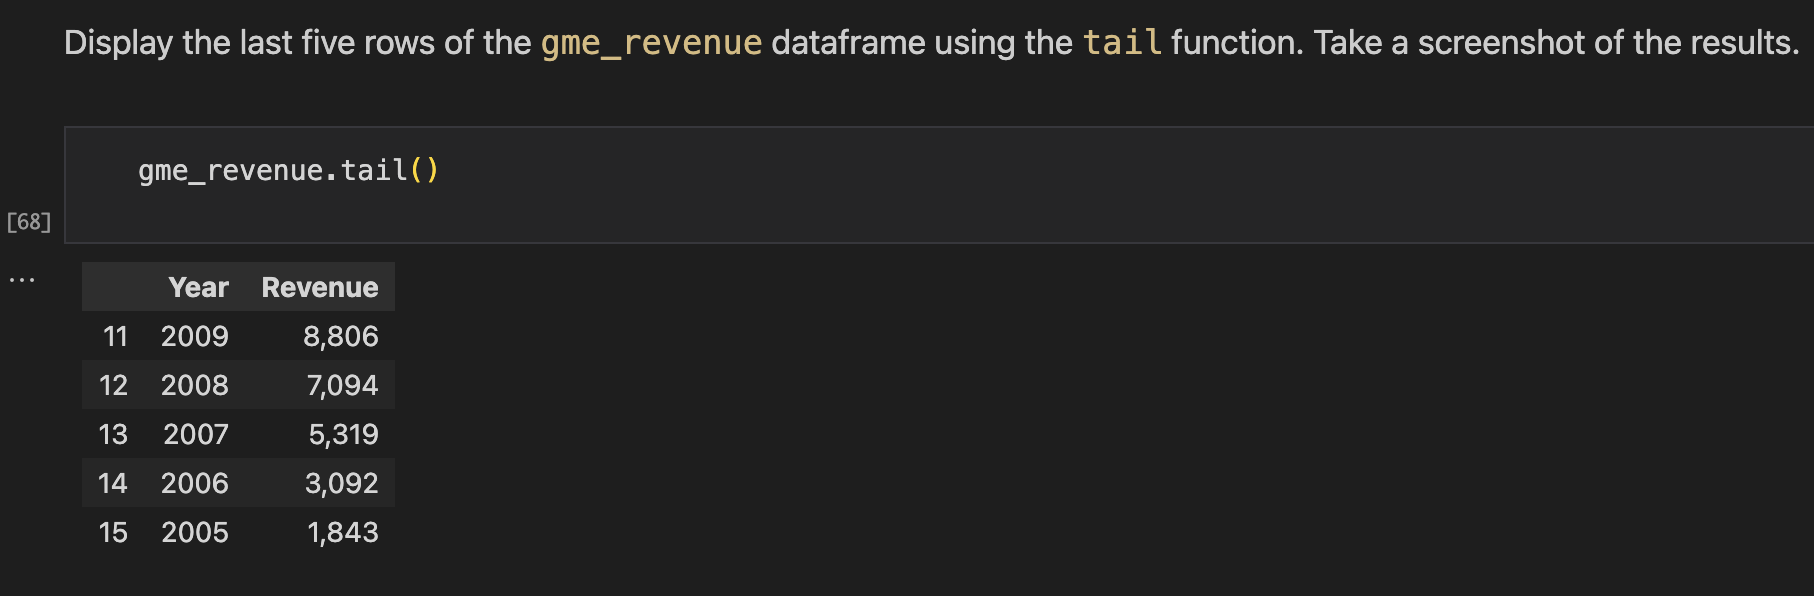 Display the last five rows of the gme_revenue dataframe using the tail function. Take a screenshot of the results.
gme_revenue.tail()
[68]
...
Year Revenue
11 2009 8,806
12 2008 7,094
13 2007 5,319
14 2006 3,092
15 2005 1,843